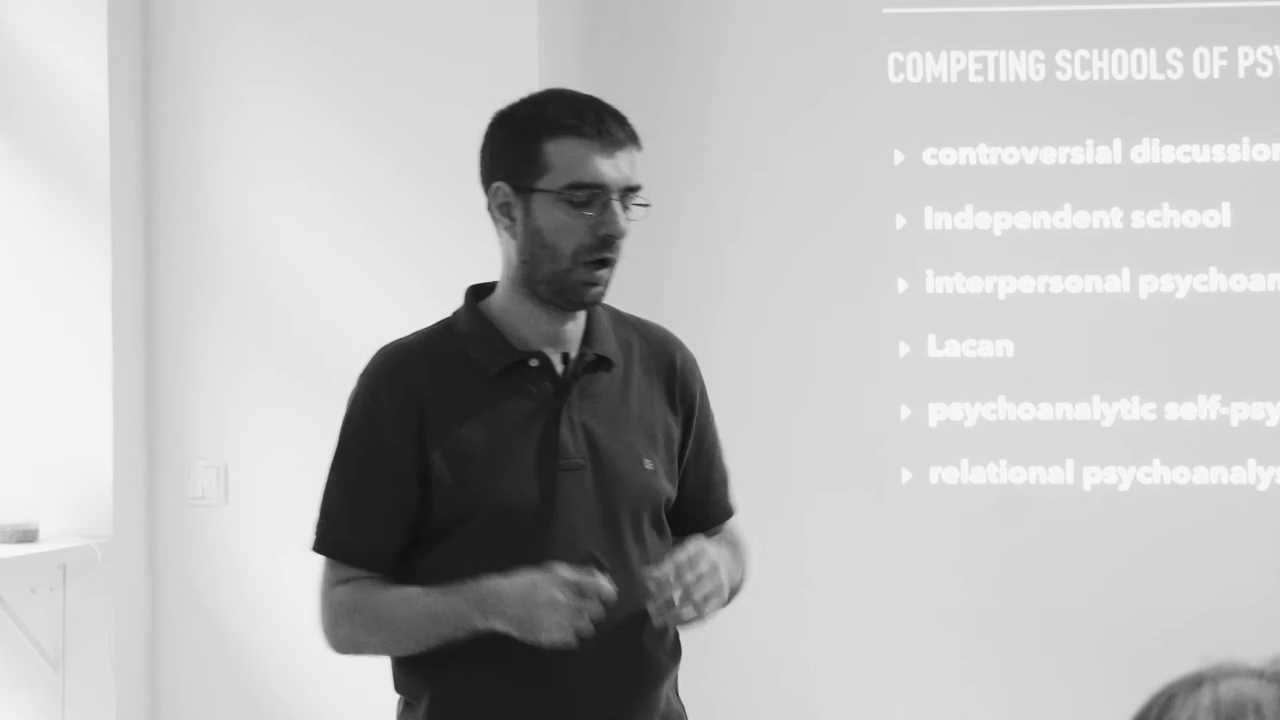 COMPETING SCHOOLS OF PSY
controversial discussion
Independent school
interpersonal psychoan
Lacan
psychoanalytic self-psy
relational psychoanalys